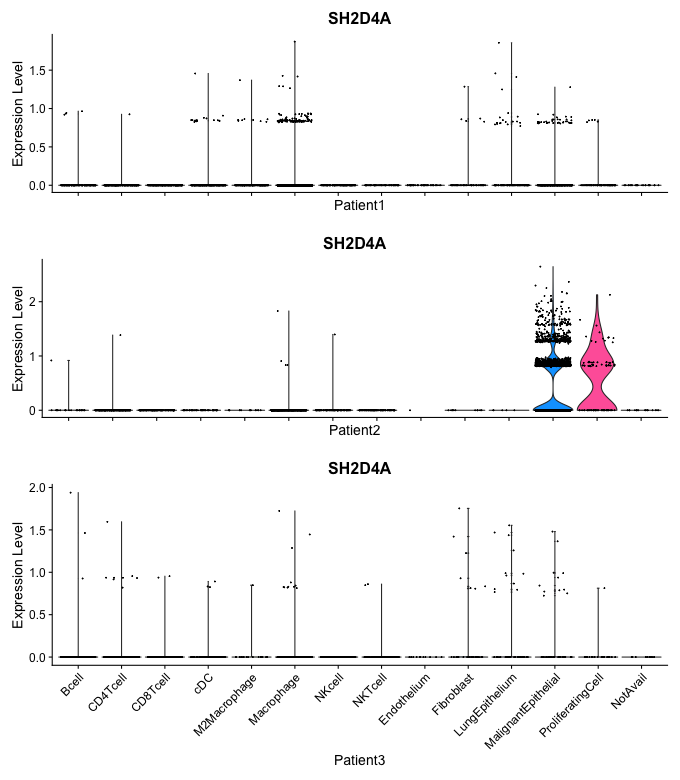 SH2D4A
Expression Level
1.5
1.0
0.5
0.0
Patient1
SH2D4A
Expression Level
2
1
0
Patient2
SH2D4A
Expression Level
2.0
1.5
1.0
0.5
0.0
Bcell
CD4Tcell
CD8Tcell
cDC
M2Macrophage
Macrophage
NKcell
NKTcell
Endothelium
Fibroblast
LungEpithelium
MalignantEpithelial
ProliferatingCell
NotAvail
Patient3